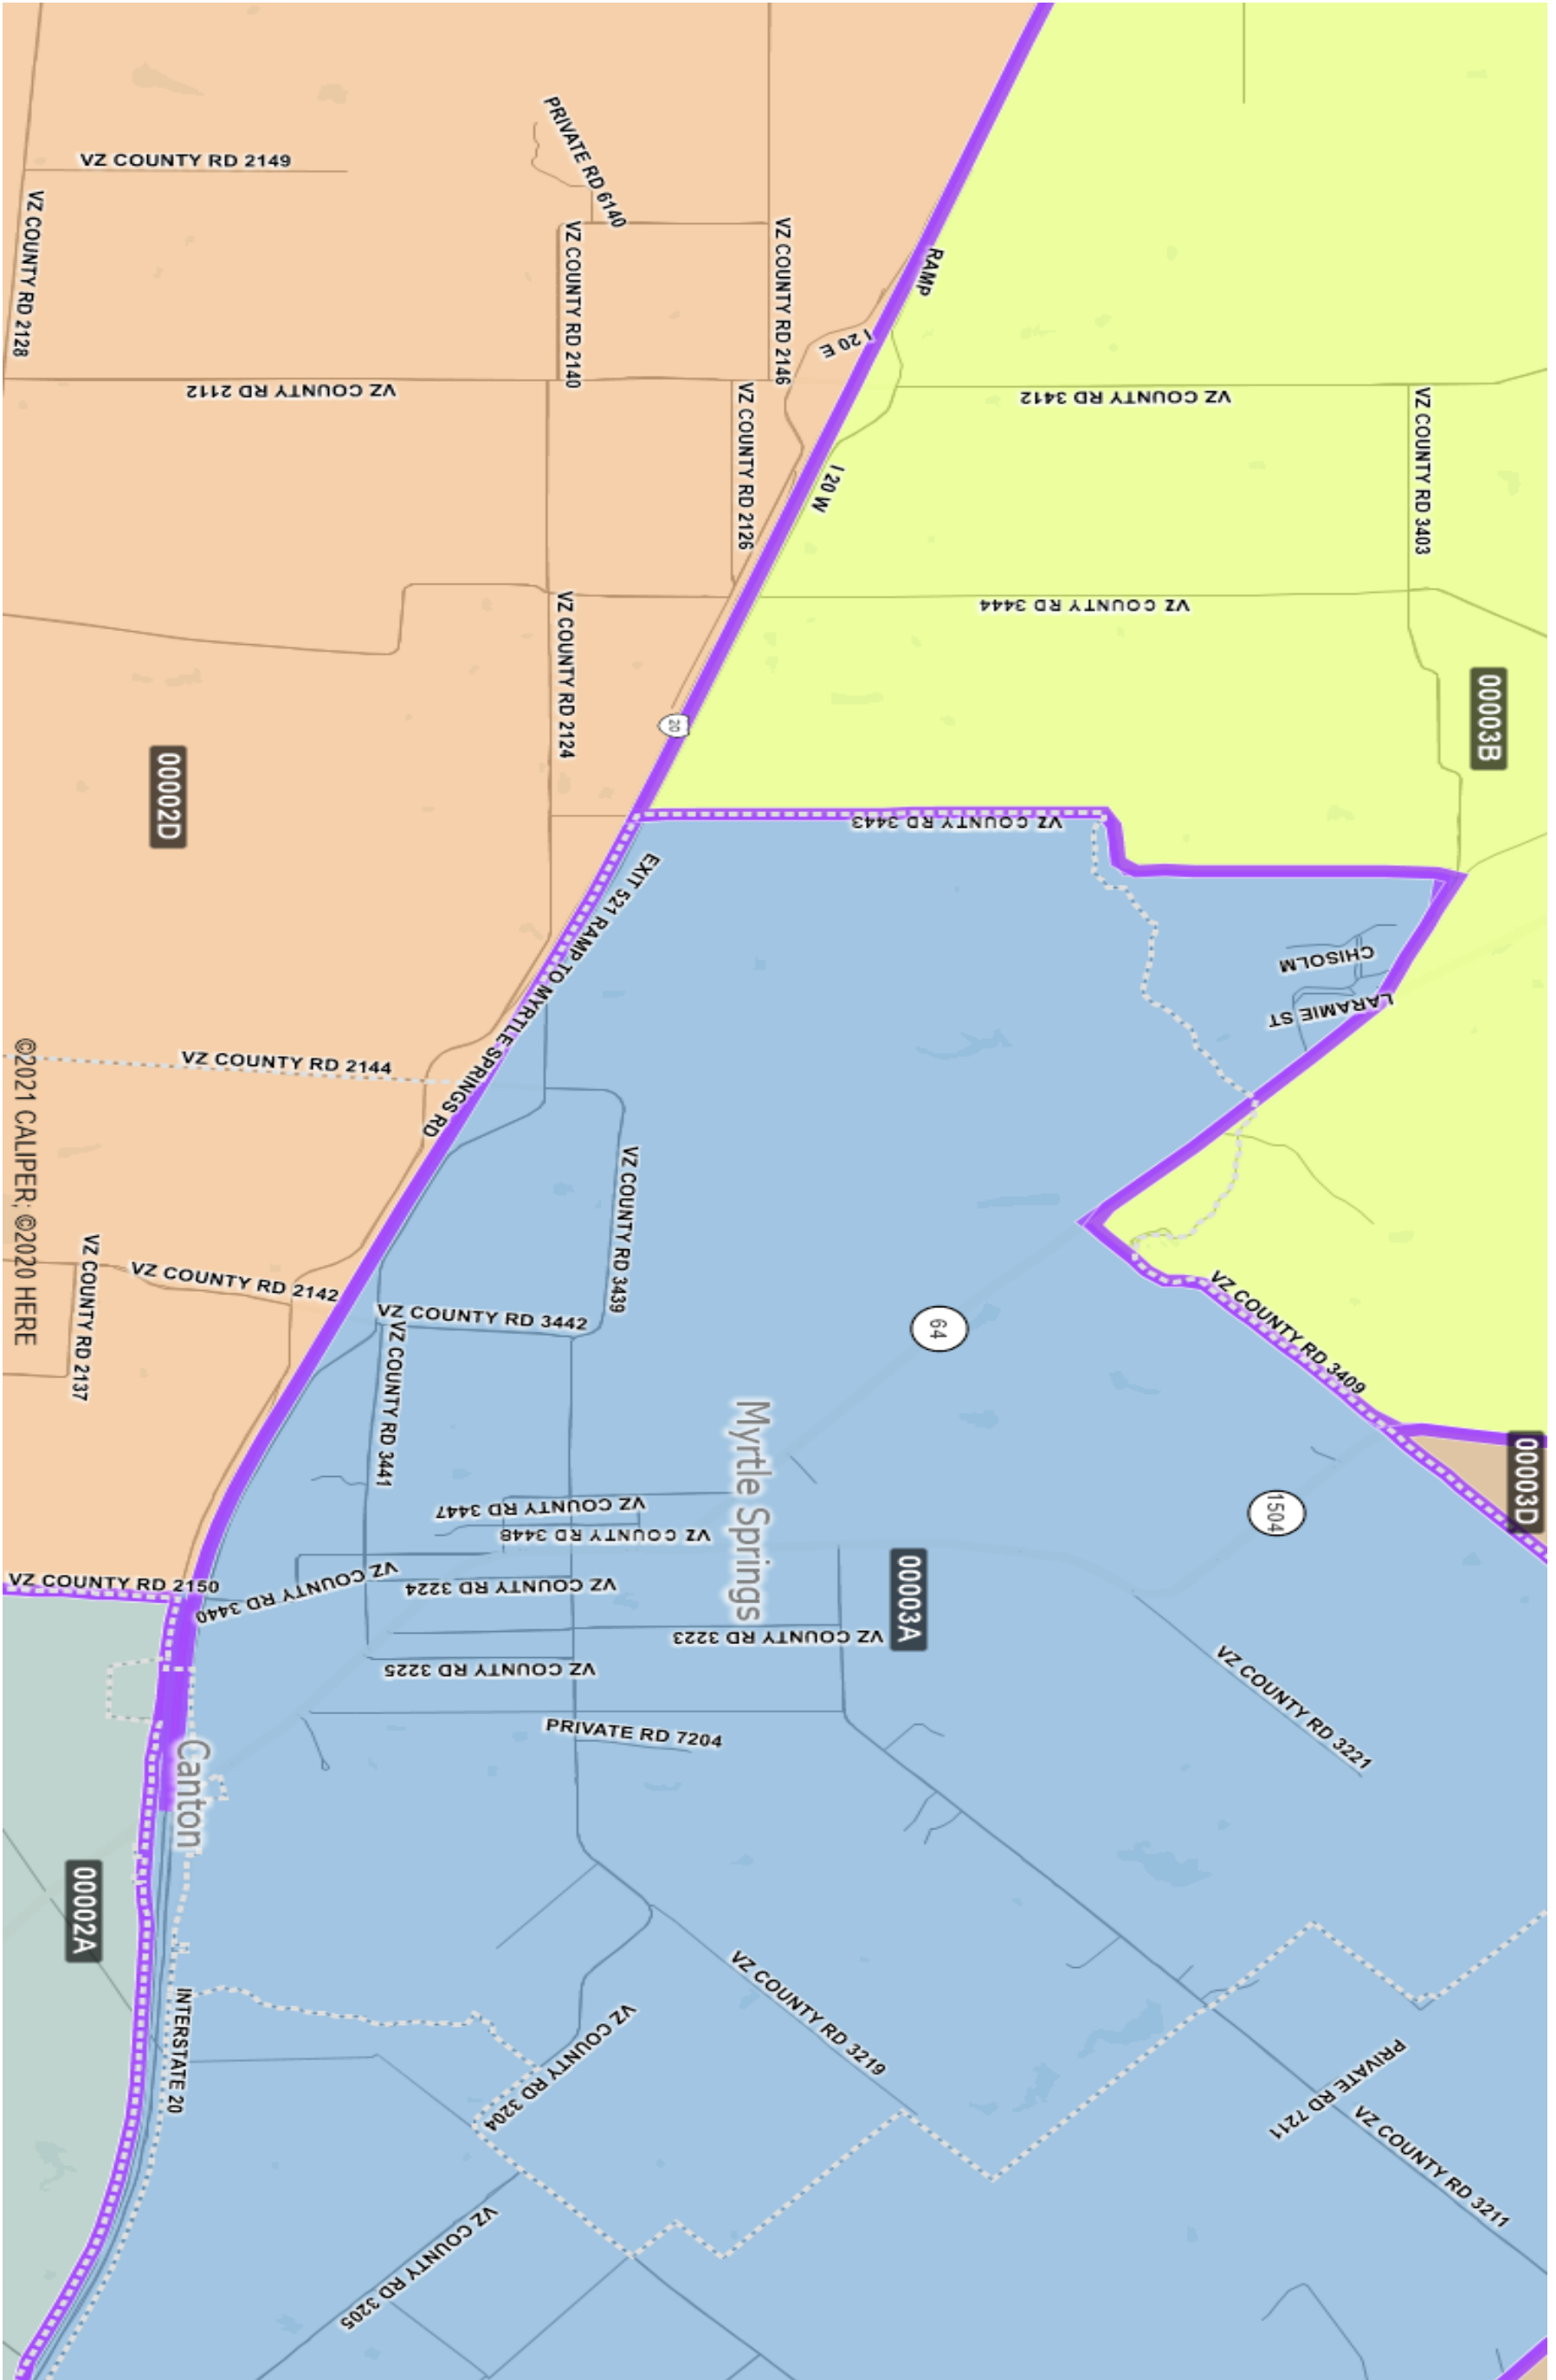 PRIVATE RD 6140
VZ COUNTY RD 2149
VZ COUNTY RD 2128
VZ COUNTY RD 2140
VZ COUNTY RD 2146
RAMP
I 20 E
VZ COUNTY RD 2112
VZ COUNTY RD 3412
VZ COUNTY RD 2126
VZ COUNTY RD 3403
I 20 W
VZ COUNTY RD 2124
VZ COUNTY RD 3444
00003B
20
00002D
VZ COUNTY RD 3443
EXIT 521 RAMP TO MYRTLE SPRINGS RD
CHISOLM
LARAMIE ST
©2021 CALIPER; ©2020 HERE
VZ COUNTY RD 2144
VZ COUNTY RD 3439
VZ COUNTY RD 2137
VZ COUNTY RD 2142
VZ COUNTY RD 3442
VZ COUNTY RD 3441
64
VZ COUNTY RD 3409
Myrtle Springs
00003D
VZ COUNTY RD 3447
VZ COUNTY RD 3448
1504
VZ COUNTY RD 2150
VZ COUNTY RD 3440
VZ COUNTY RD 3224
00003A
VZ COUNTY RD 3223
VZ COUNTY RD 3225
VZ COUNTY RD 3221
PRIVATE RD 7204
Canton
00002A
INTERSTATE 20
VZ COUNTY RD 3219
VZ COUNTY RD 3204
PRIVATE RD 7211
VZ COUNTY RD 3211
VZ COUNTY RD 3205